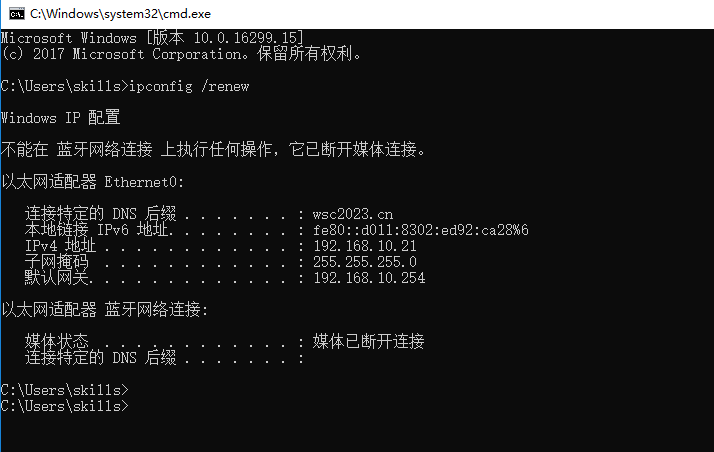 C:\Windows\system32\cmd.exe
Microsoft Windows [版本 10.0.16299.15]
(c) 2017 Microsoft Corporation。保留所有权利。
C:\Users\skills>ipconfig /renew
Windows IP 配置
不能在 蓝牙网络连接 上执行任何操作，它已断开媒体连接。
以太网适配器 Ethernet0:
连接特定的 DNS 后缀 . . . . . . . : wsc2023.cn
本地链接 IPv6 地址. . . . . . . . : fe80::d011:8302:ed92:ca28%6
IPv4 地址 . . . . . . . . . . . . : 192.168.10.21
子网掩码 . . . . . . . . . . . . : 255.255.255.0
默认网关. . . . . . . . . . . . . : 192.168.10.254
以太网适配器 蓝牙网络连接:
媒体状态 . . . . . . . . . . . . : 媒体已断开连接
连接特定的 DNS 后缀 . . . . . . . :
C:\Users\skills>
C:\Users\skills>